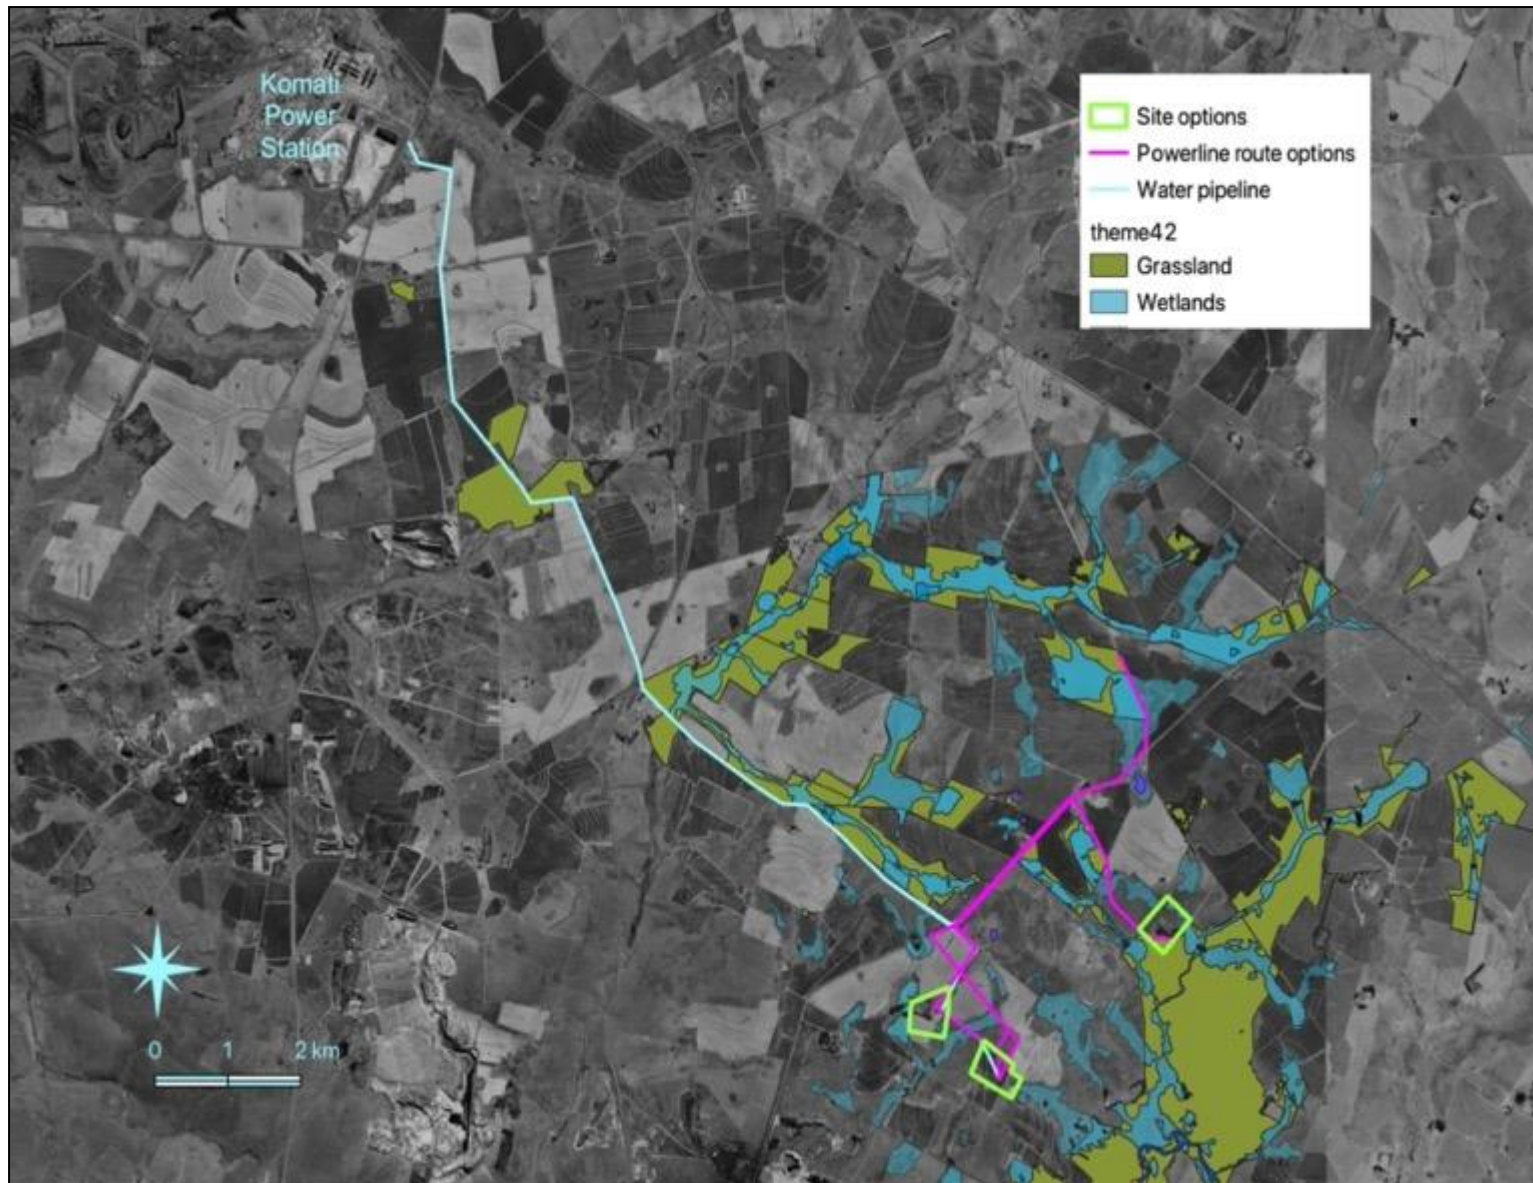 Komati
Power
Station
Site options
Powerline route options
Water pipeline
theme42
Grassland
Wetlands
0 1 2 km